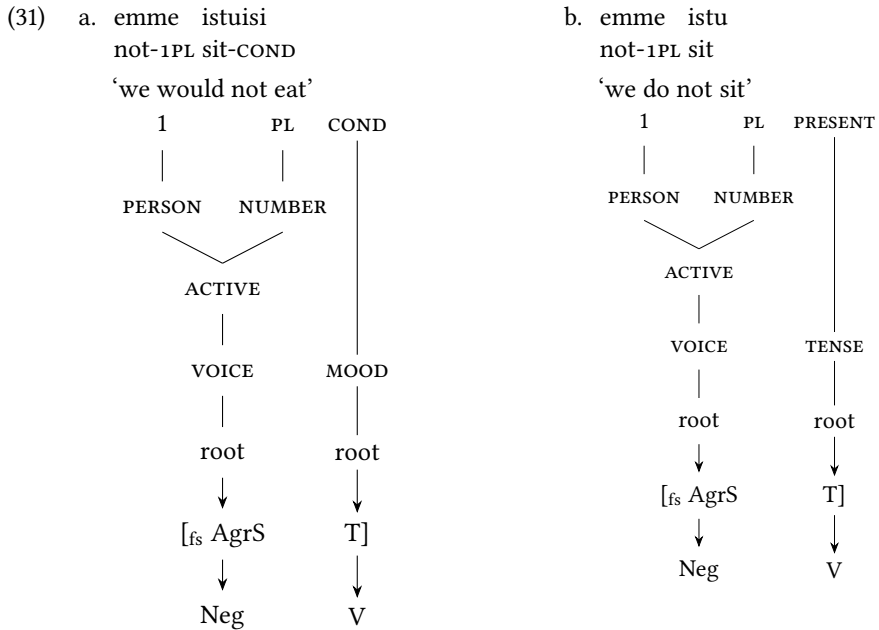 (31) a. emme istuisi b. emme istu
not-1PL sit-COND not-1PL sit
‘we would not eat’ ‘we do not sit’
1 PL COND 1 PL PRESENT
PERSON NUMBER PERSON NUMBER
ACTIVE ACTIVE
VOICE MOOD VOICE TENSE
root root root root
[fs AgrS T] [fs AgrS T]
Neg V Neg V